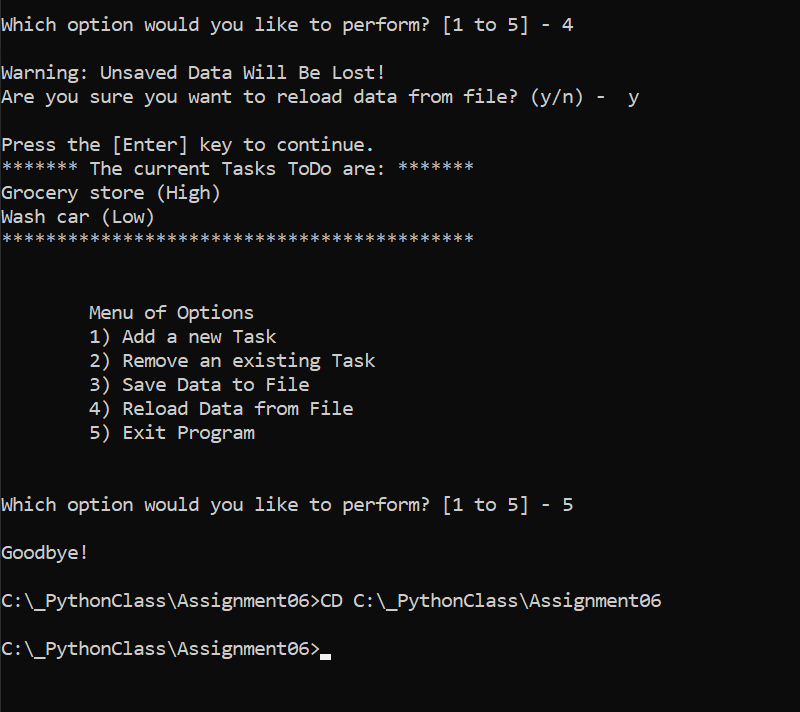 Which option would you like to perform? [1 to 5] - 4
Warning: Unsaved Data Will Be Lost!
Are you sure you want to reload data from file? (y/n) -  y
Press the [Enter] key to continue.
******* The current Tasks ToDo are: *******
Grocery store (High)
Wash car (Low)
*******************************************
Menu of Options
1) Add a new Task
2) Remove an existing Task
3) Save Data to File
4) Reload Data from File
5) Exit Program
Which option would you like to perform? [1 to 5] - 5
Goodbye!
C:\_PythonClass\Assignment06>CD C:\_PythonClass\Assignment06
C:\_PythonClass\Assignment06>